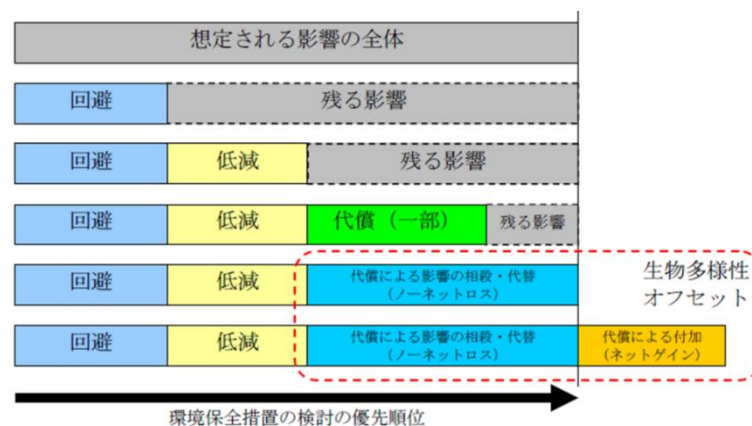 想定される影響の全体
回避 残る影響
回避 低減 残る影響
回避 低減 代償（一部） 残る影響
生物多様性
オフセット
回避 低減 代償による影響の相殺・代替
（ノーネットロス）
回避 低減 代償による影響の相殺・代替
（ノーネットロス）
代償による付加
（ネットゲイン）
環境保全措置の検討の優先順位